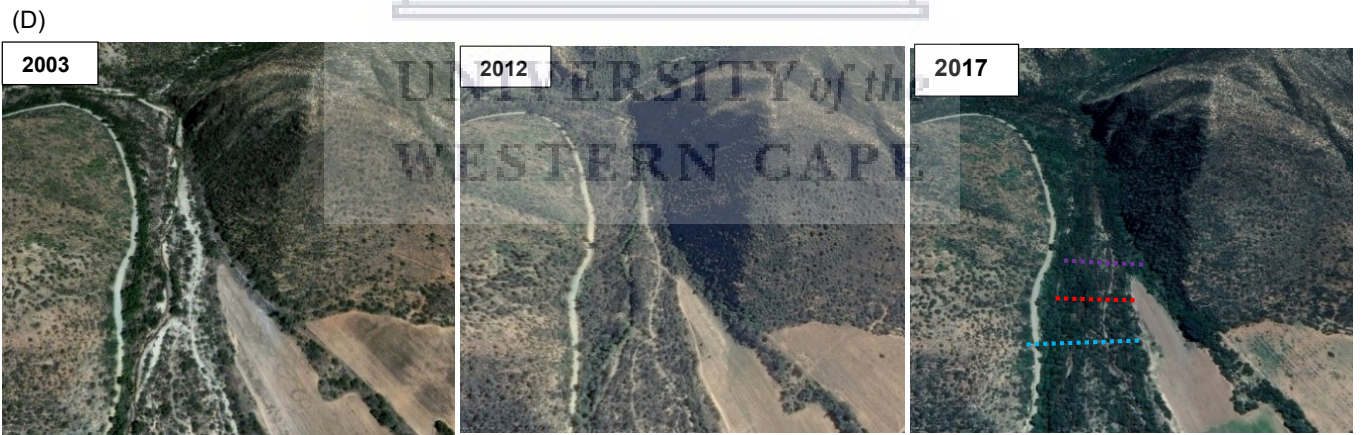 (D)
2003
2012
2017
UNIVERSITY of the
WESTERN CAPE